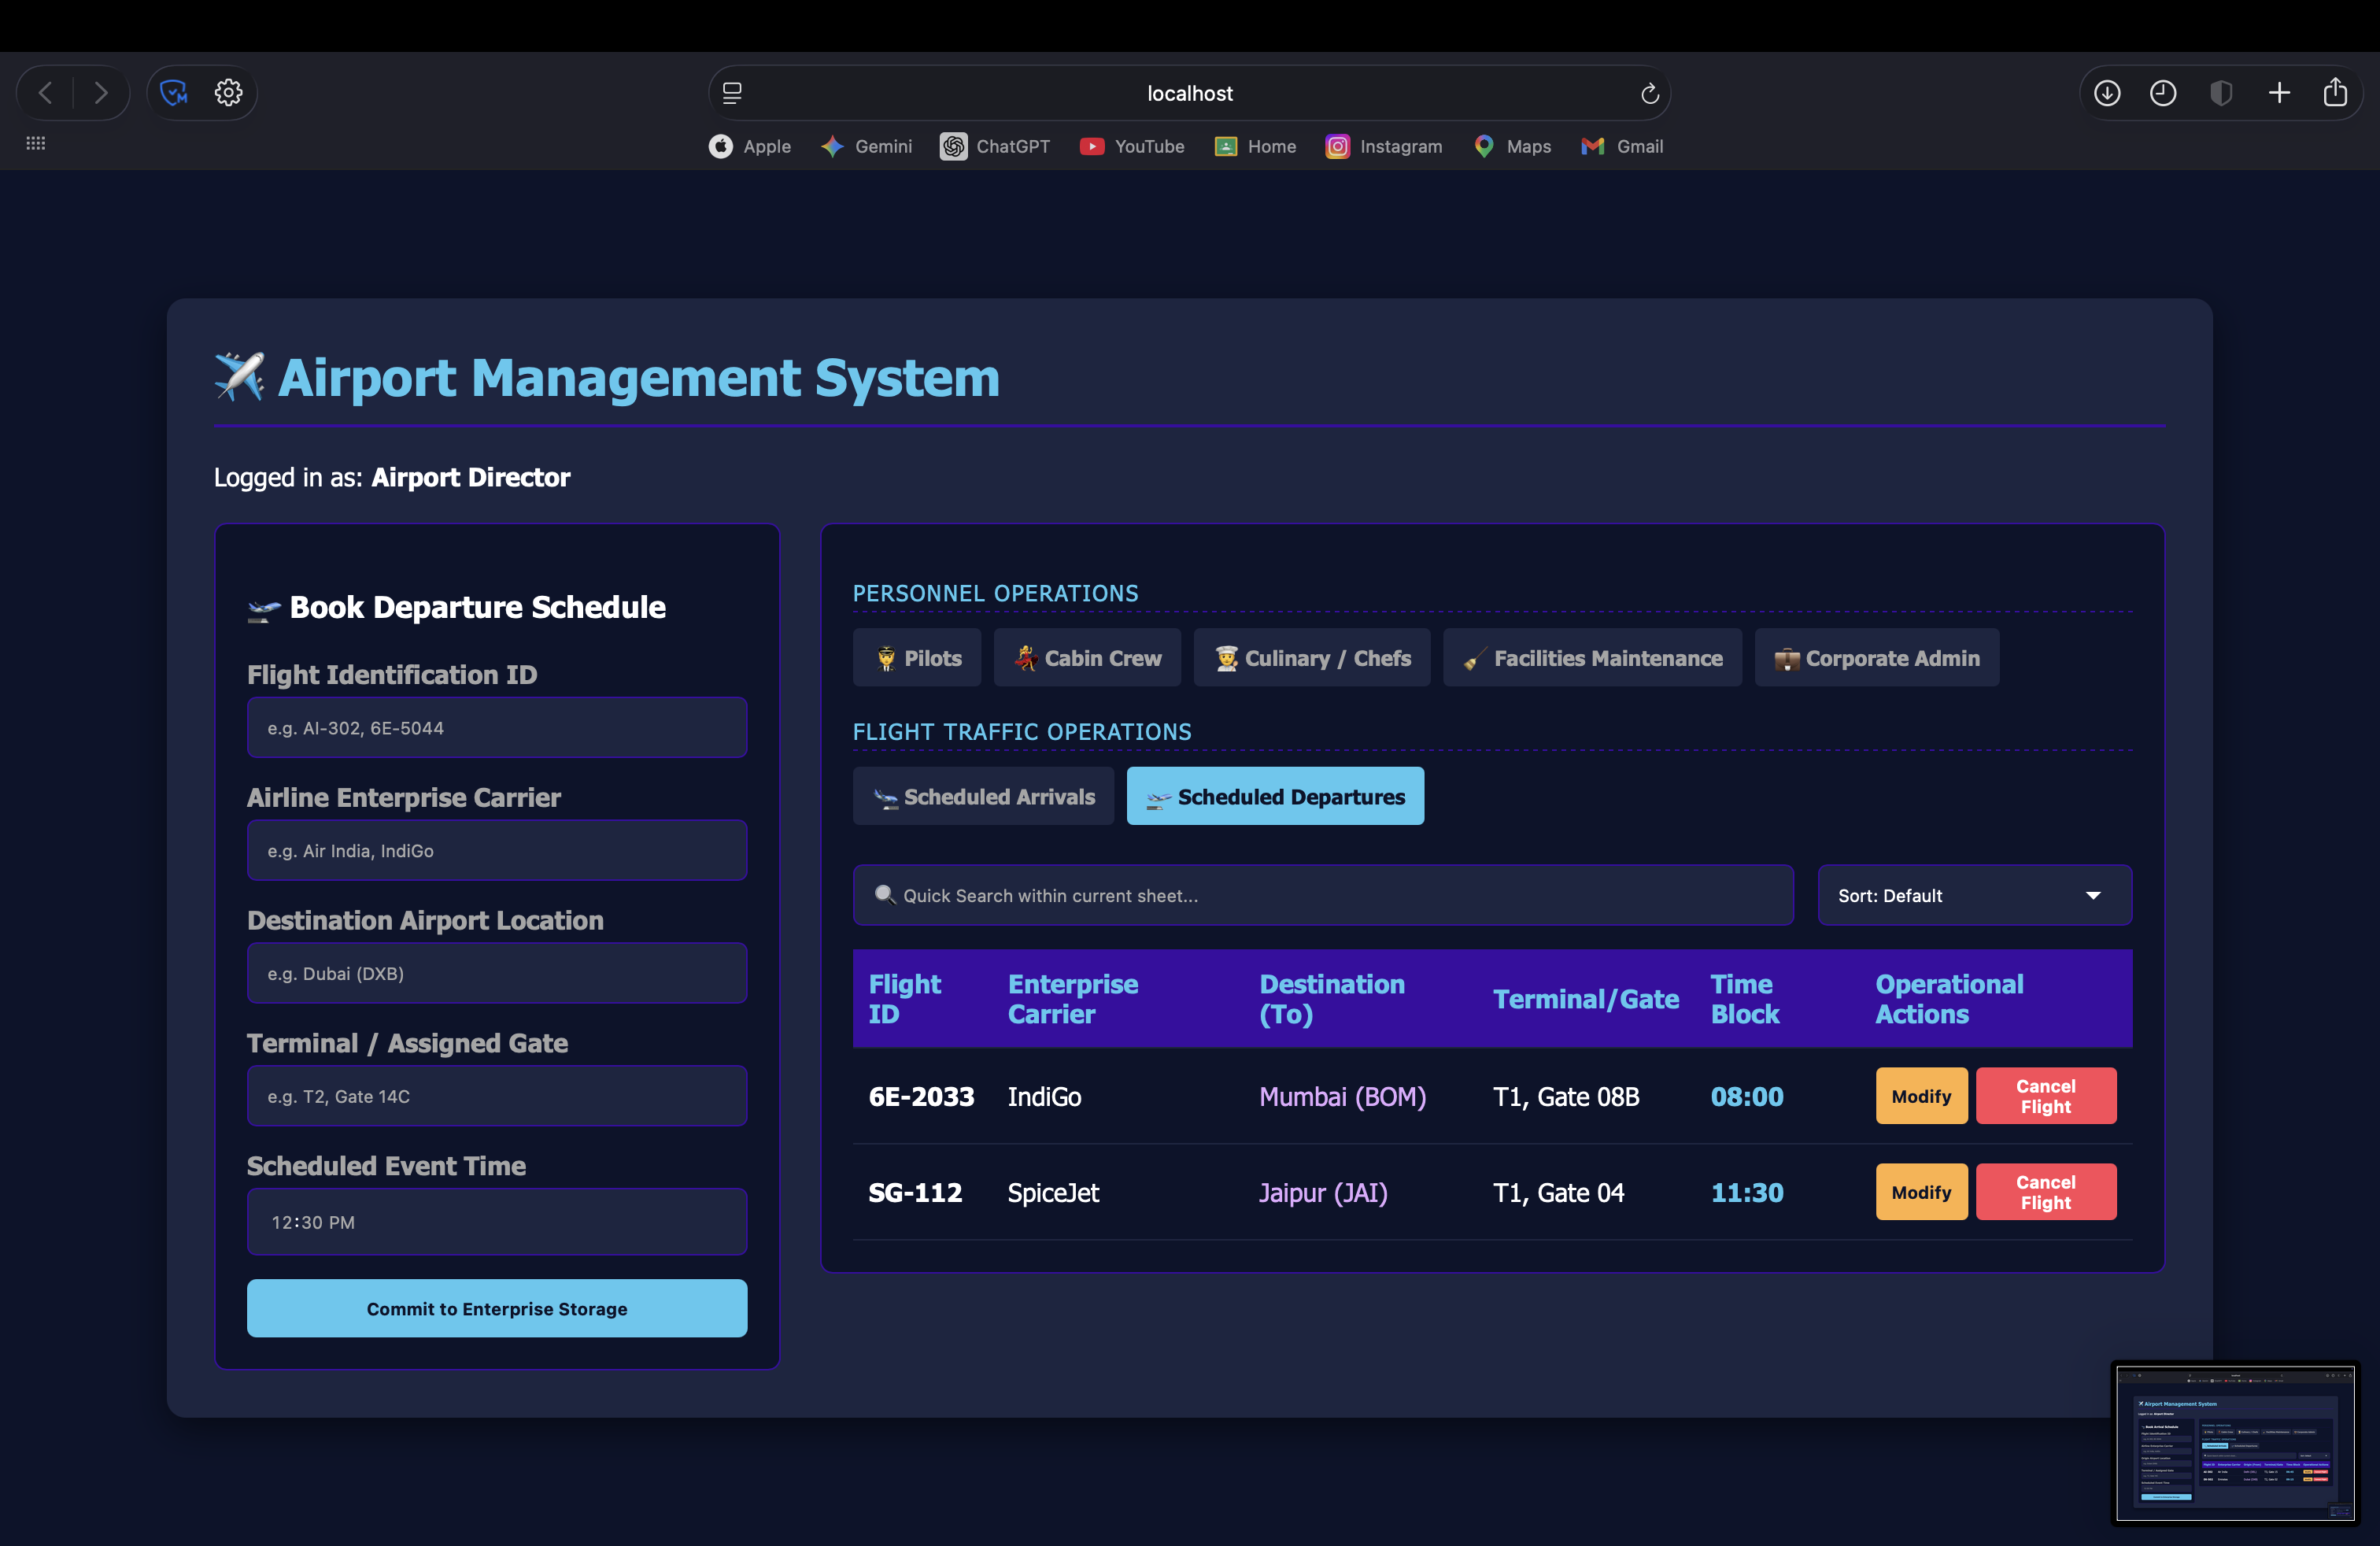 localhost
Apple
Gemini
ChatGPT
YouTube
Home
Instagram
Maps
Gmail
Airport Management System
Logged in as: Airport Director
Book Departure Schedule
Flight Identification ID
e.g. AI-302, 6E-5044
Airline Enterprise Carrier
e.g. Air India, IndiGo
Destination Airport Location
e.g. Dubai (DXB)
Terminal / Assigned Gate
e.g. T2, Gate 14C
Scheduled Event Time
12:30 PM
Commit to Enterprise Storage
PERSONNEL OPERATIONS
Pilots
Cabin Crew
Culinary / Chefs
Facilities Maintenance
Corporate Admin
FLIGHT TRAFFIC OPERATIONS
Scheduled Arrivals
Scheduled Departures
Quick Search within current sheet...
Sort: Default
Flight ID
Enterprise Carrier
Destination (To)
Terminal/Gate
Time Block
Operational Actions
6E-2033
IndiGo
Mumbai (BOM)
T1, Gate 08B
08:00
Modify
Cancel Flight
SG-112
SpiceJet
Jaipur (JAI)
T1, Gate 04
11:30
Modify
Cancel Flight
Airport Management System